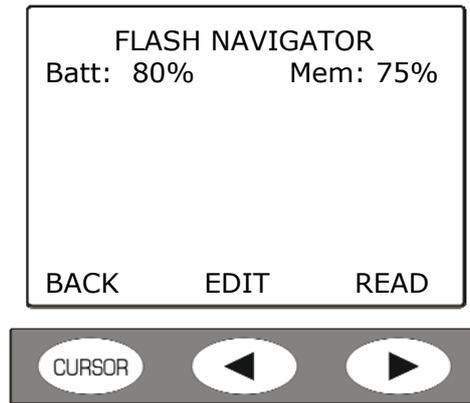 FLASH NAVIGATOR
Batt: 80% Mem: 75%
BACK EDIT READ
CURSOR